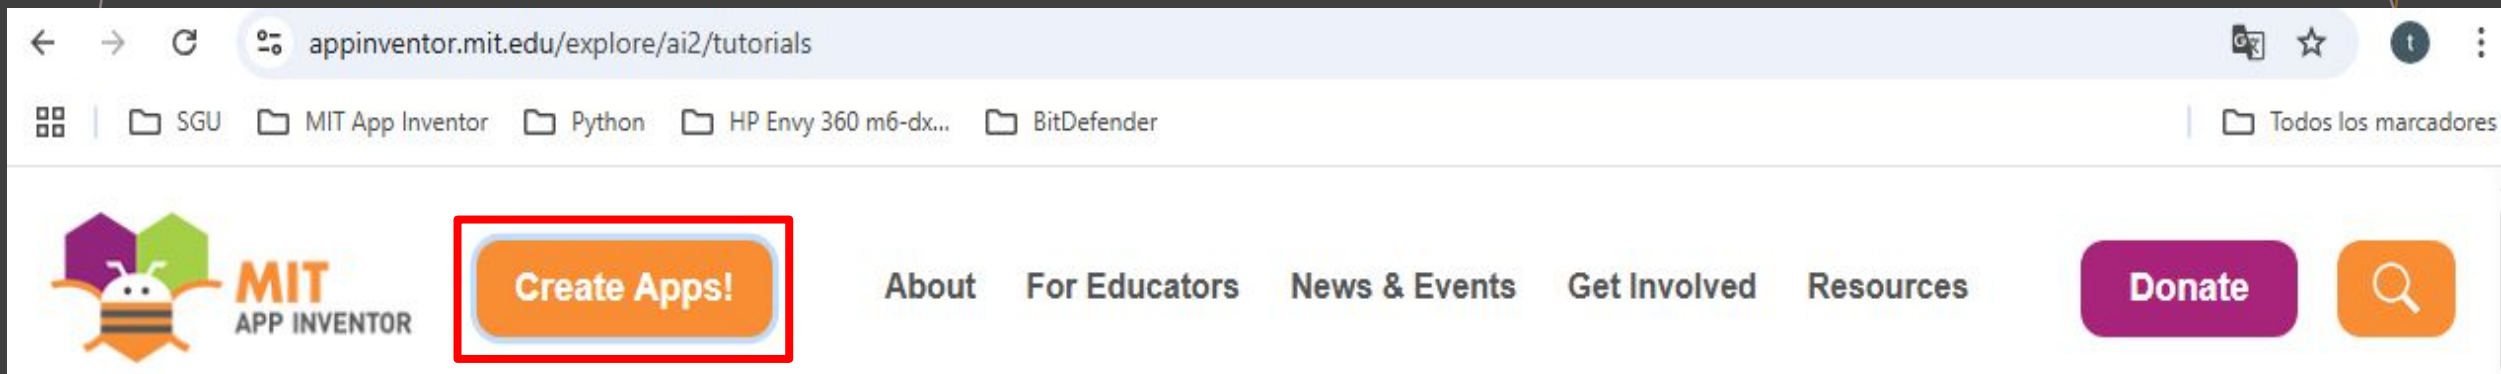 appinventor.mit.edu/explore/ai2/tutorials t
SGU MIT App Inventor Python HP Envy 360 m6-dx... BitDefender Todos los marcadores
MIT
APP INVENTOR
Create Apps! About For Educators News & Events Get Involved Resources Donate